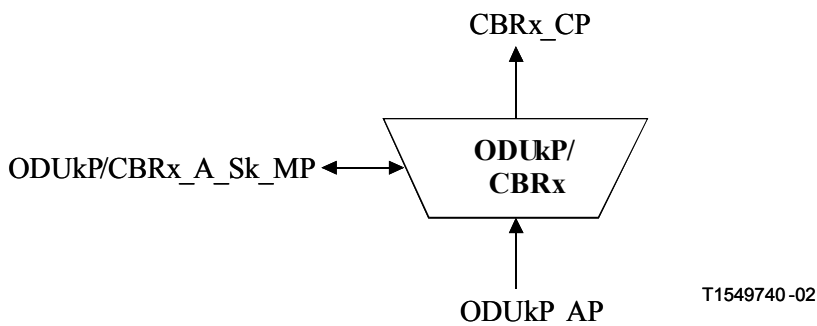 CBRx_CP
ODUkP/CBRx_A_Sk_MP
ODUkP/
CBRx
ODUkP_AP
T1549740-02